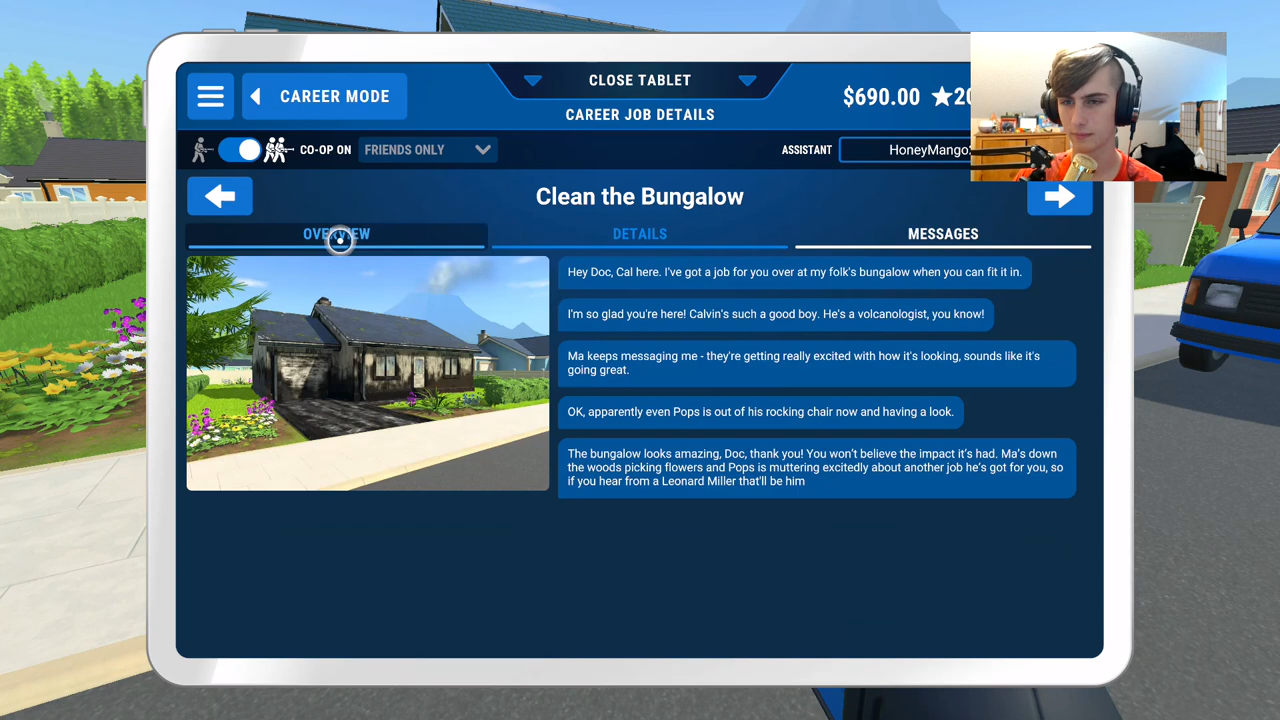 CLOSE TABLET
CAREER MODE
$690.00 ★20
CAREER JOB DETAILS
CO-OP ON FRIENDS ONLY
ASSISTANT
Clean the Bungalow
OVERVIEW DETAILS MESSAGES
Hey Doc, Cal here. I've got a job for you over at my folk's bungalow when you can fit it in.
I'm so glad you're here! Calvin's such a good boy. He's a volcanologist, you know!
Ma keeps messaging me - they're getting really excited with how it's looking, sounds like it's
going great.
OK, apparently even Pops is out of his rocking chair now and having a look.
The bungalow looks amazing, Doc, thank you! You won't believe the impact it's had. Ma's down
the woods picking flowers and Pops is muttering excitedly about another job he's got for you, so
if you hear from a Leonard Miller that'll be him